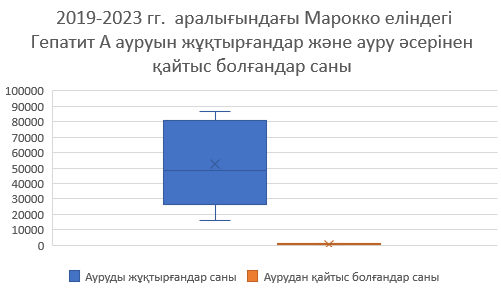 2019-2023 гг. аралығындағы Марокко еліндегі
Гепатит А ауруын жұқтырғандар және ауру әсерінен
қайтыс болғандар саны
100000
90000
80000
70000
60000
50000
40000
30000
20000
10000
0
Ауруды жұқтырғандар саны Аурудан қайтыс болғандар саны